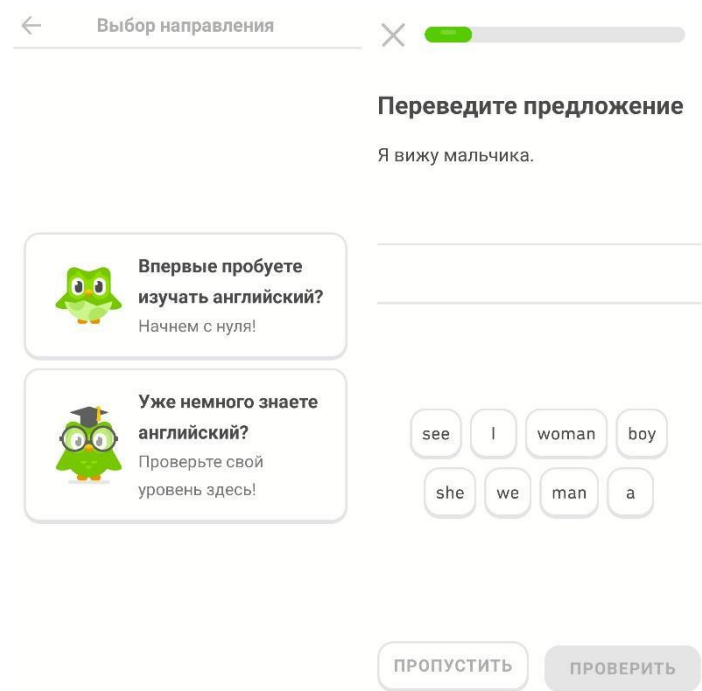 Выбор направления
Впервые пробуете
изучать английский?
Начнем с нуля!
Уже немного знаете
английский?
Проверьте свой
уровень здесь!
Переведите предложение
Я вижу мальчика.
see I woman boy
she we man a
ПРОПУСТИТЬ ПРОВЕРИТЬ